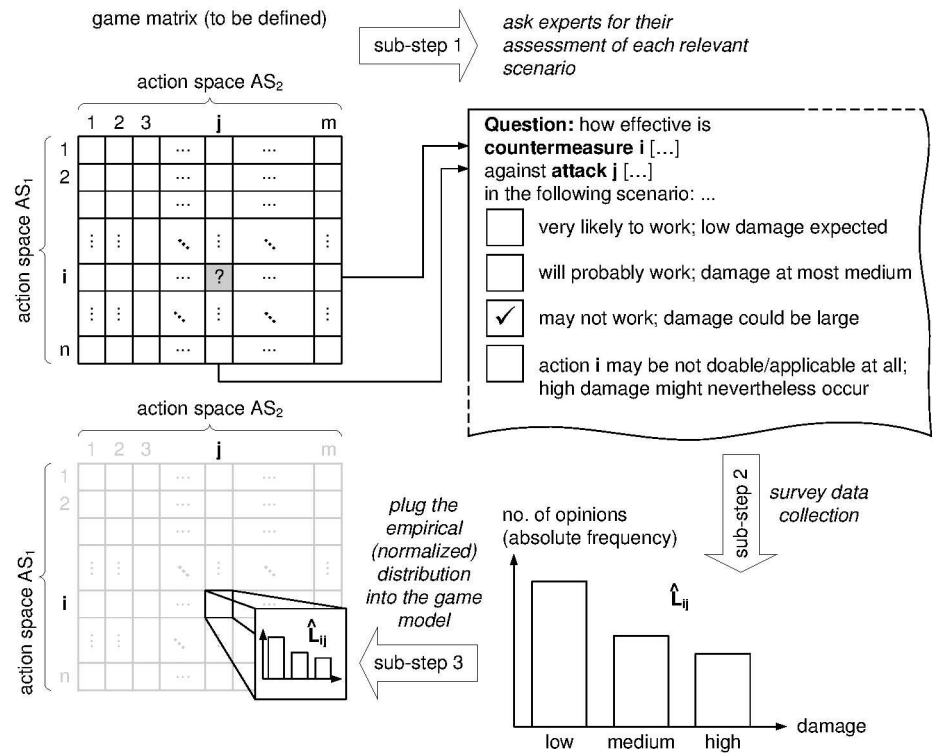 game matrix (to be defined)
sub-step 1
ask experts for their
assessment of each relevant
scenario
action space AS₂
1 2 3 j m
action space AS₁
1 ... ...
2 ... ...
... ...
⋮ ⋮ ⋮ ⋱ ⋮ ⋱ ⋮
i ... ? ... 
⋮ ⋮ ⋮ ⋱ ⋮ ⋱ ⋮
n ... ...
Question: how effective is
countermeasure i [...]
against attack j [...]
in the following scenario: ...
very likely to work; low damage expected
will probably work; damage at most medium
✓ may not work; damage could be large
action i may be not doable/applicable at all;
high damage might nevertheless occur
sub-step 2
survey data
collection
no. of opinions
(absolute frequency)
L̂ij
low medium high
damage
plug the
empirical
(normalized)
distribution
into the game
model
sub-step 3
action space AS₂
1 2 3 j m
action space AS₁
1 ... ...
2 ... ...
... ...
⋮ ⋮ ⋱ ⋮ ⋱ ⋮
i ... ...
⋮ ⋮ ⋱ ⋮
n ...
L̂ij